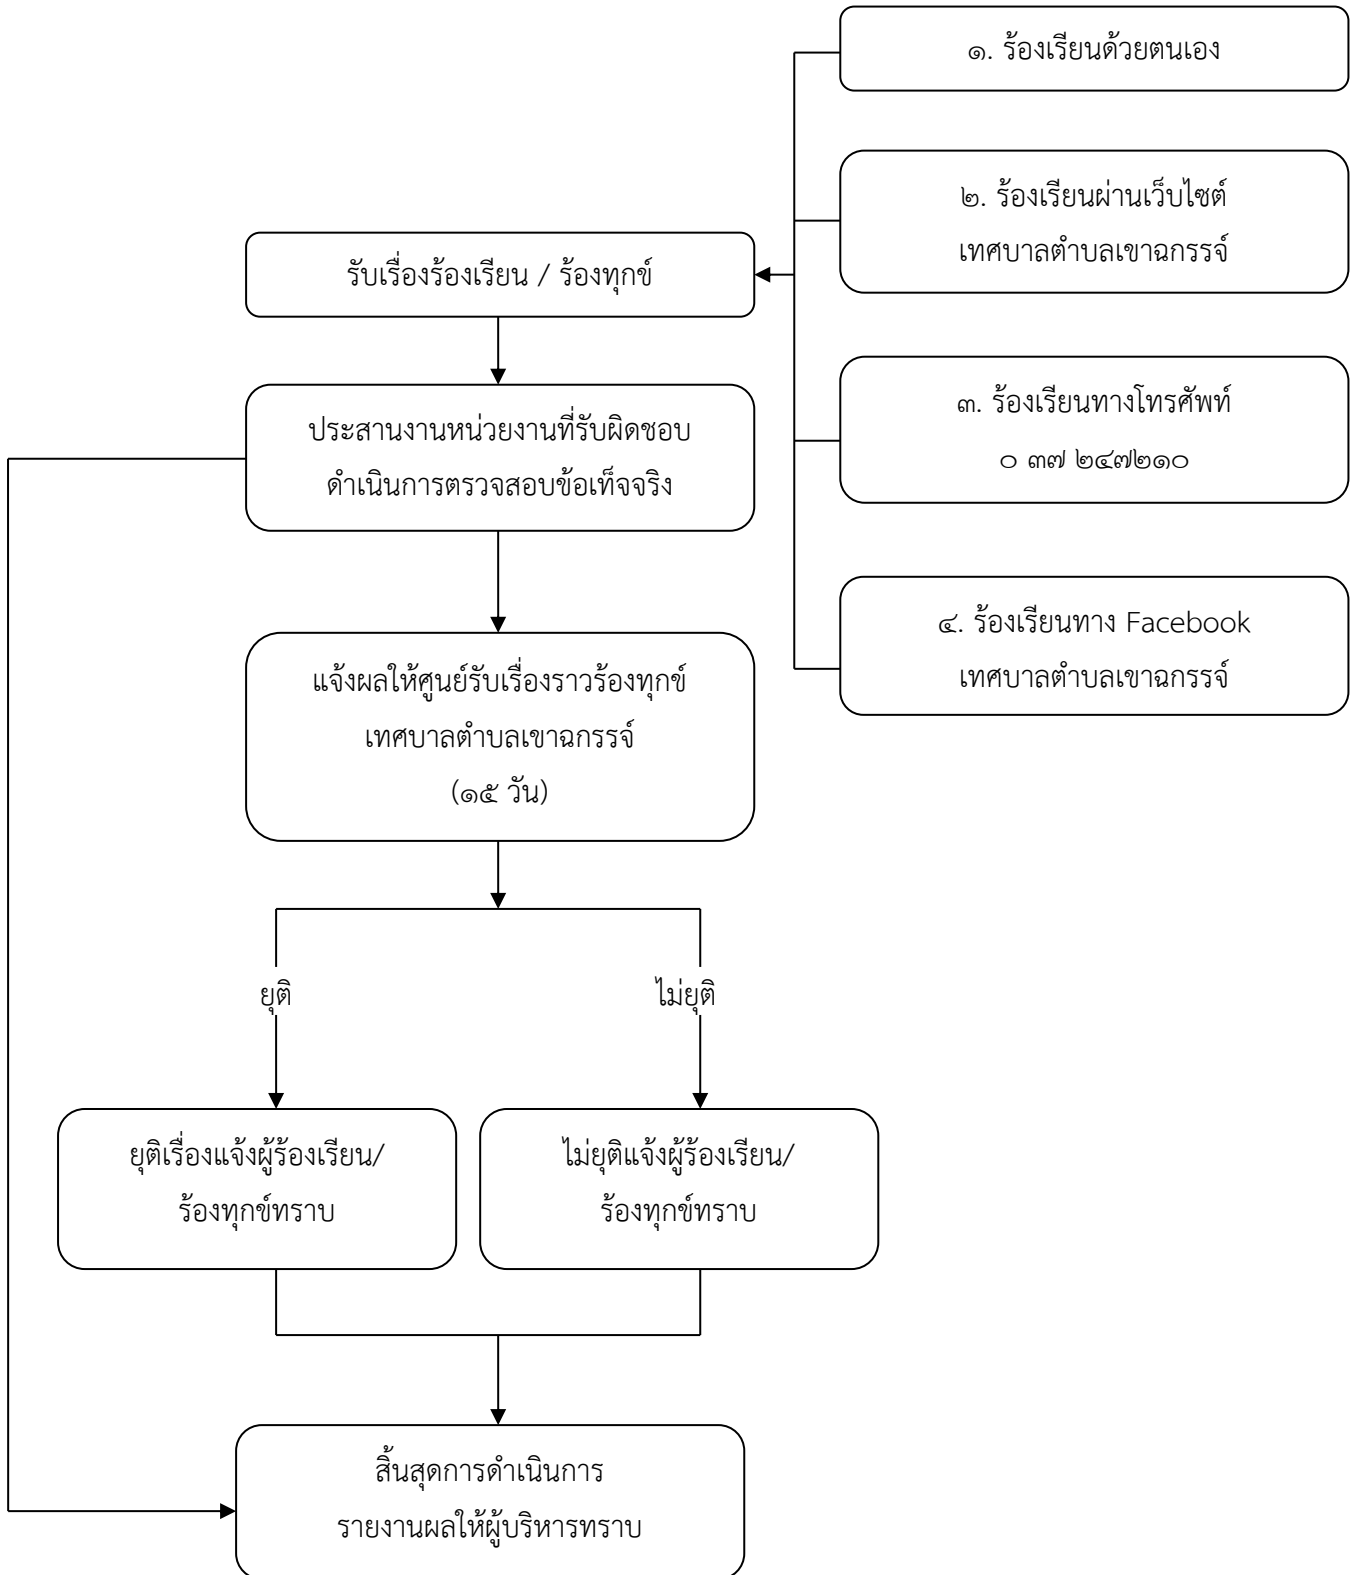 ๑. ร้องเรียนด้วยตนเอง
๒. ร้องเรียนผ่านเว็บไซต์
เทศบาลตำบลเขาฉกรรจ์
รับเรื่องร้องเรียน / ร้องทุกข์
๓. ร้องเรียนทางโทรศัพท์
๐ ๓๗ ๒๔๗๒๑๐
ประสานงานหน่วยงานที่รับผิดชอบ
ดำเนินการตรวจสอบข้อเท็จจริง
๔. ร้องเรียนทาง Facebook
เทศบาลตำบลเขาฉกรรจ์
แจ้งผลให้ศูนย์รับเรื่องราวร้องทุกข์
เทศบาลตำบลเขาฉกรรจ์
(๑๕ วัน)
ยุติ
ไม่ยุติ
ยุติเรื่องแจ้งผู้ร้องเรียน/
ร้องทุกข์ทราบ
ไม่ยุติแจ้งผู้ร้องเรียน/
ร้องทุกข์ทราบ
สิ้นสุดการดำเนินการ
รายงานผลให้ผู้บริหารทราบ